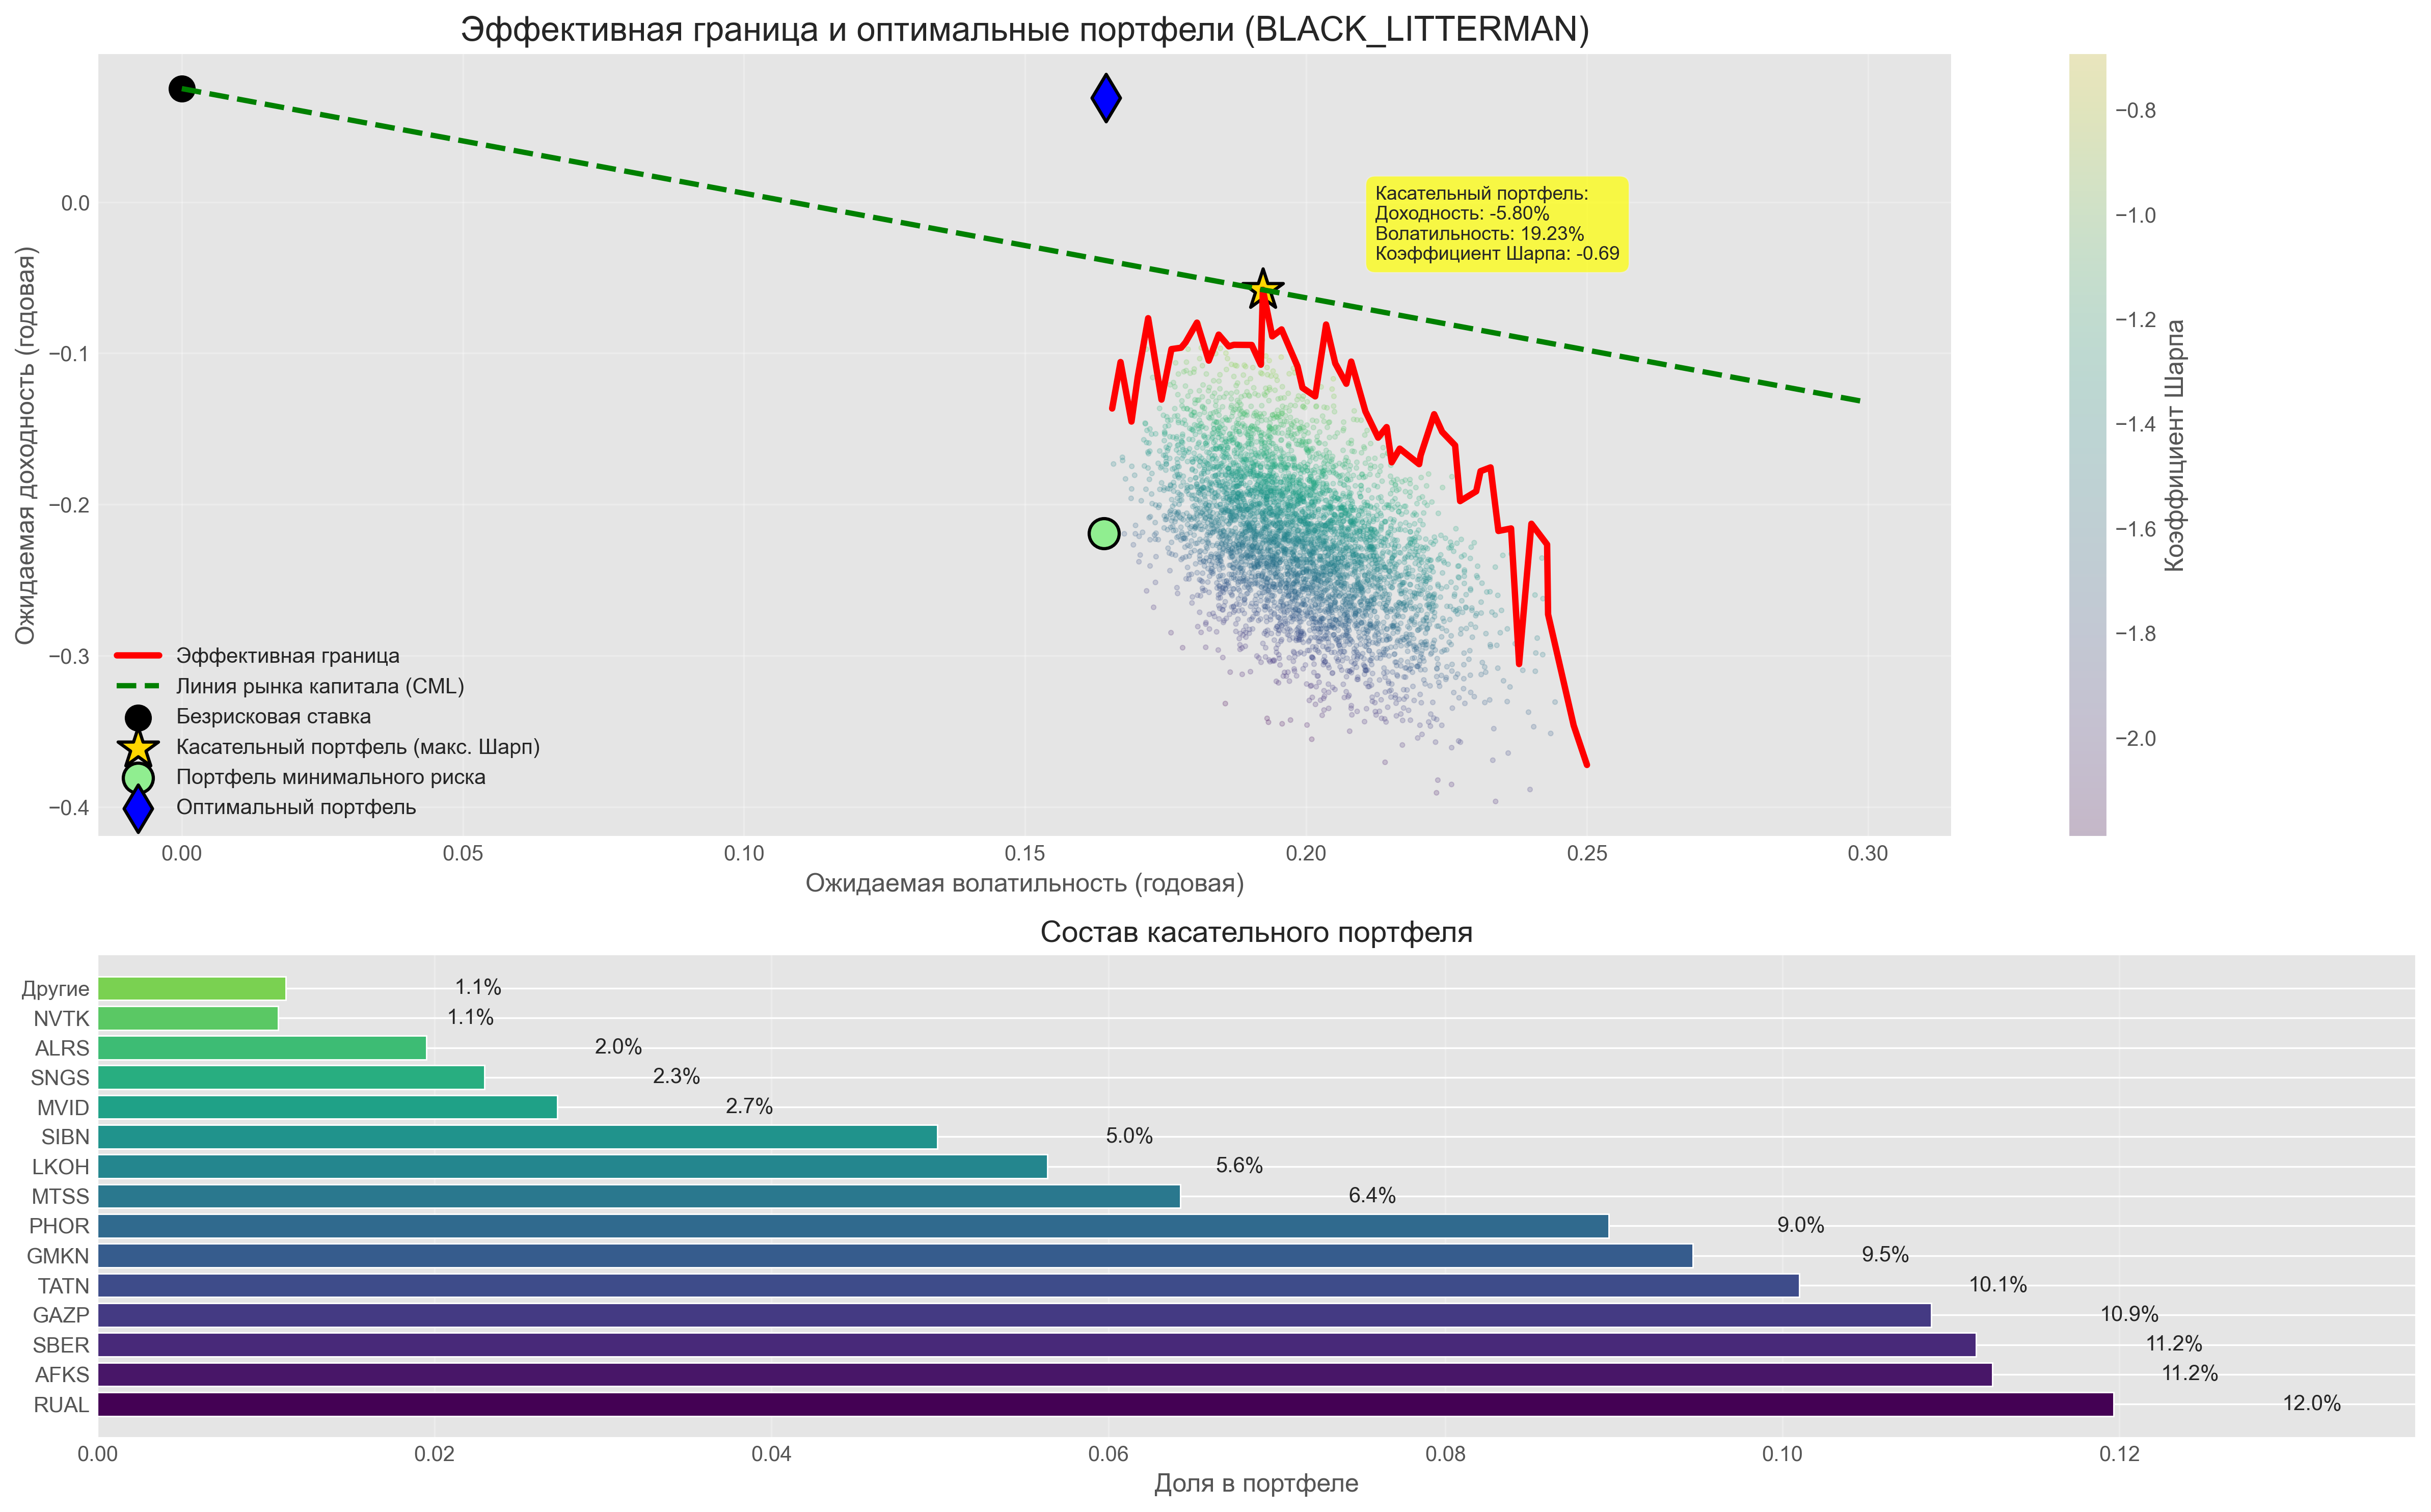 Эффективная граница и оптимальные портфели (BLACK_LITTERMAN)
Ожидаемая доходность (годовая)
0.0
−0.1
−0.2
−0.3
−0.4
Касательный портфель:
Доходность: -5.80%
Волатильность: 19.23%
Коэффициент Шарпа: -0.69
Эффективная граница
Линия рынка капитала (CML)
Безрисковая ставка
Касательный портфель (макс. Шарп)
Портфель минимального риска
Оптимальный портфель
0.00 0.05 0.10 0.15 0.20 0.25 0.30
Ожидаемая волатильность (годовая)
−0.8
−1.0
−1.2
−1.4
−1.6
−1.8
−2.0
Коэффициент Шарпа
Состав касательного портфеля
Другие 1.1%
NVTK 1.1%
ALRS 2.0%
SNGS 2.3%
MVID 2.7%
SIBN 5.0%
LKOH 5.6%
MTSS 6.4%
PHOR 9.0%
GMKN 9.5%
TATN 10.1%
GAZP 10.9%
SBER 11.2%
AFKS 11.2%
RUAL 12.0%
0.00 0.02 0.04 0.06 0.08 0.10 0.12
Доля в портфеле